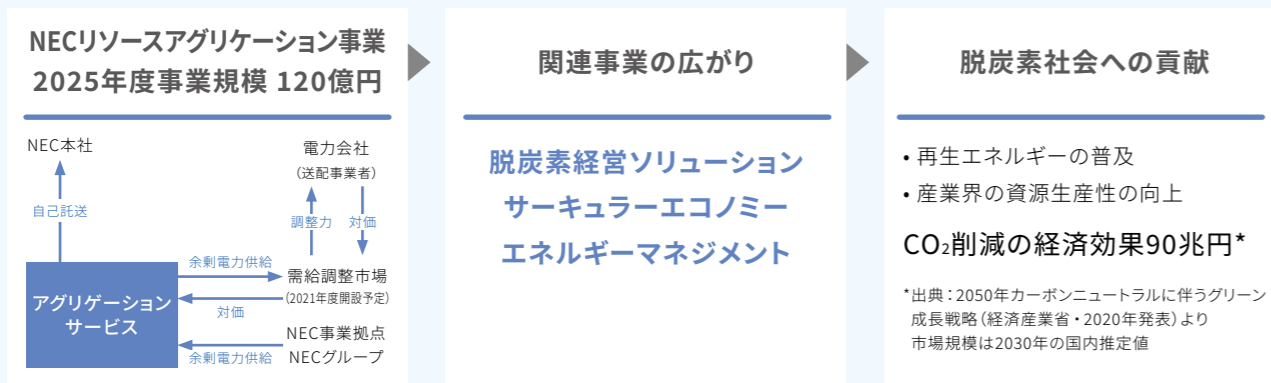 NECリソースアグリケーション事業
2025年度事業規模 120億円
NEC本社
電力会社
(送配事業者)
自己託送
調整力
対価
余剰電力供給
需給調整市場
(2021年度開設予定)
アグリゲーション
サービス
対価
NEC事業拠点
NECグループ
余剰電力供給
関連事業の広がり
脱炭素経営ソリューション
サーキュラーエコノミー
エネルギーマネジメント
脱炭素社会への貢献
• 再生エネルギーの普及
• 産業界の資源生産性の向上
CO₂削減の経済効果90兆円*
*出典：2050年カーボンニュートラルに伴うグリーン
成長戦略(経済産業省・2020年発表)より
市場規模は2030年の国内推定値